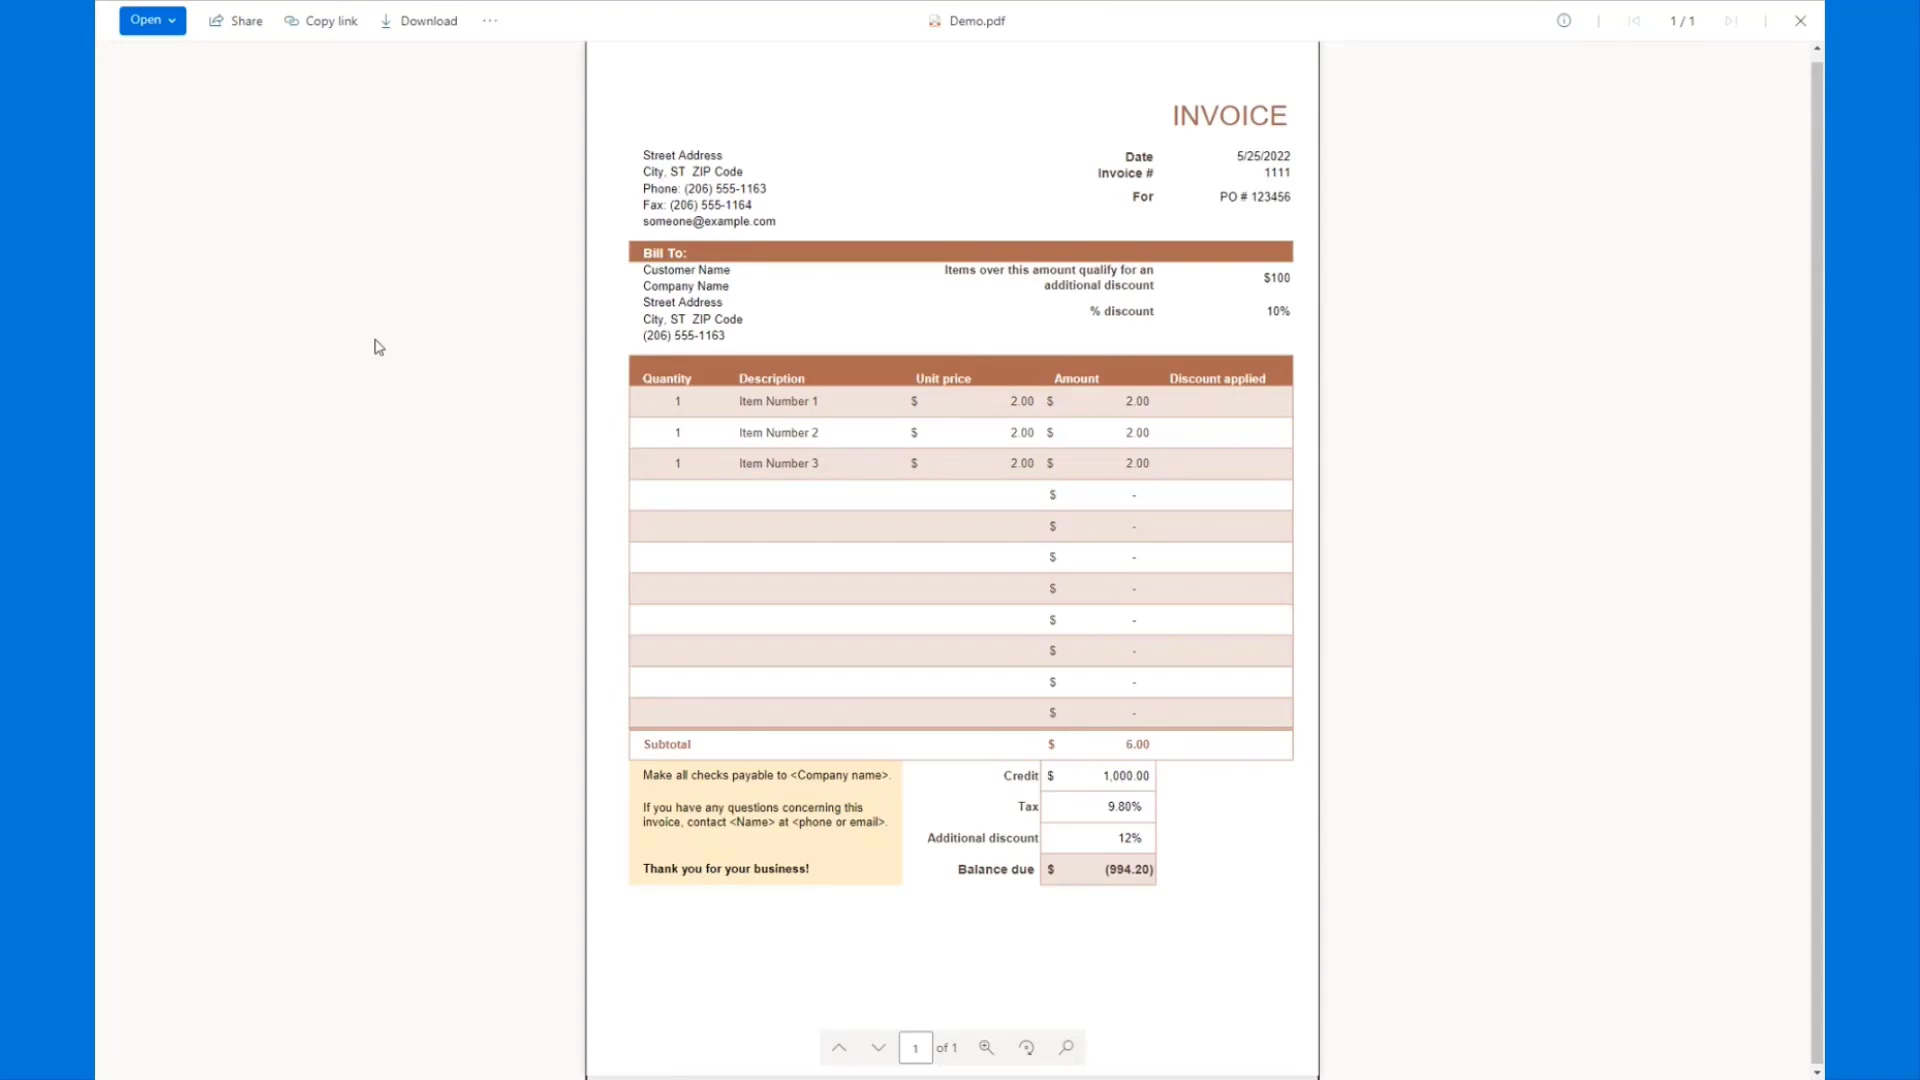 Open Share Copy link Download ··· Demo.pdf 1 / 1
INVOICE
Street Address
City, ST ZIP Code
Phone: (206) 555-1163
Fax: (206) 555-1164
someone@example.com
Date 5/25/2022
Invoice # 1111
For PO # 123456
Bill To:
Customer Name
Company Name
Street Address
City, ST ZIP Code
(206) 555-1163
Items over this amount qualify for an
additional discount $100
% discount 10%
Quantity Description Unit price Amount Discount applied
1 Item Number 1 $ 2.00 $ 2.00
1 Item Number 2 $ 2.00 $ 2.00
1 Item Number 3 $ 2.00 $ 2.00
$ -
$ -
$ -
$ -
$ -
$ -
$ -
$ -
Subtotal $ 6.00
Make all checks payable to <Company name>.
If you have any questions concerning this
invoice, contact <Name> at <phone or email>.
Thank you for your business!
Credit $ 1,000.00
Tax 9.80%
Additional discount 12%
Balance due $ (994.20)
1 of 1